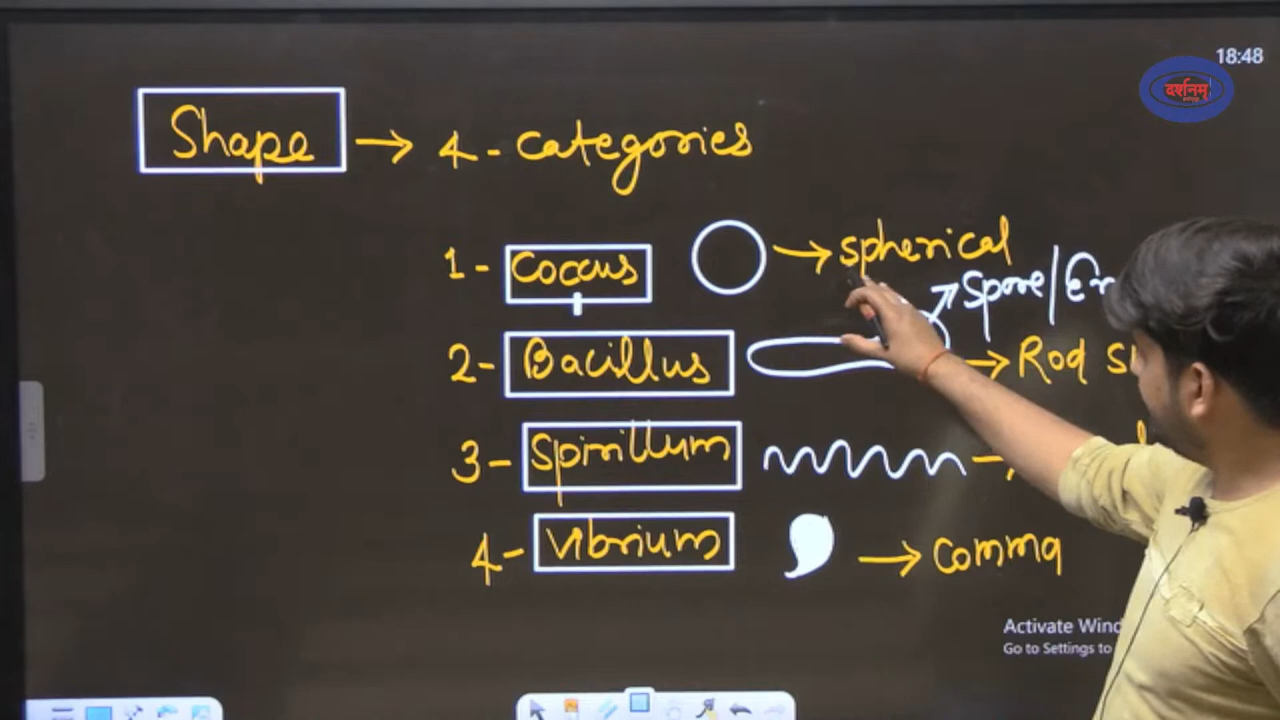 18:48
दर्शनम्
Shape → 4 - categories
1 - Coccus → spherical
Spore/En
2 - Bacillus → Rod s
3 - Spirillum →
4 - Vibrium → Comma
Activate Wind
Go to Settings to